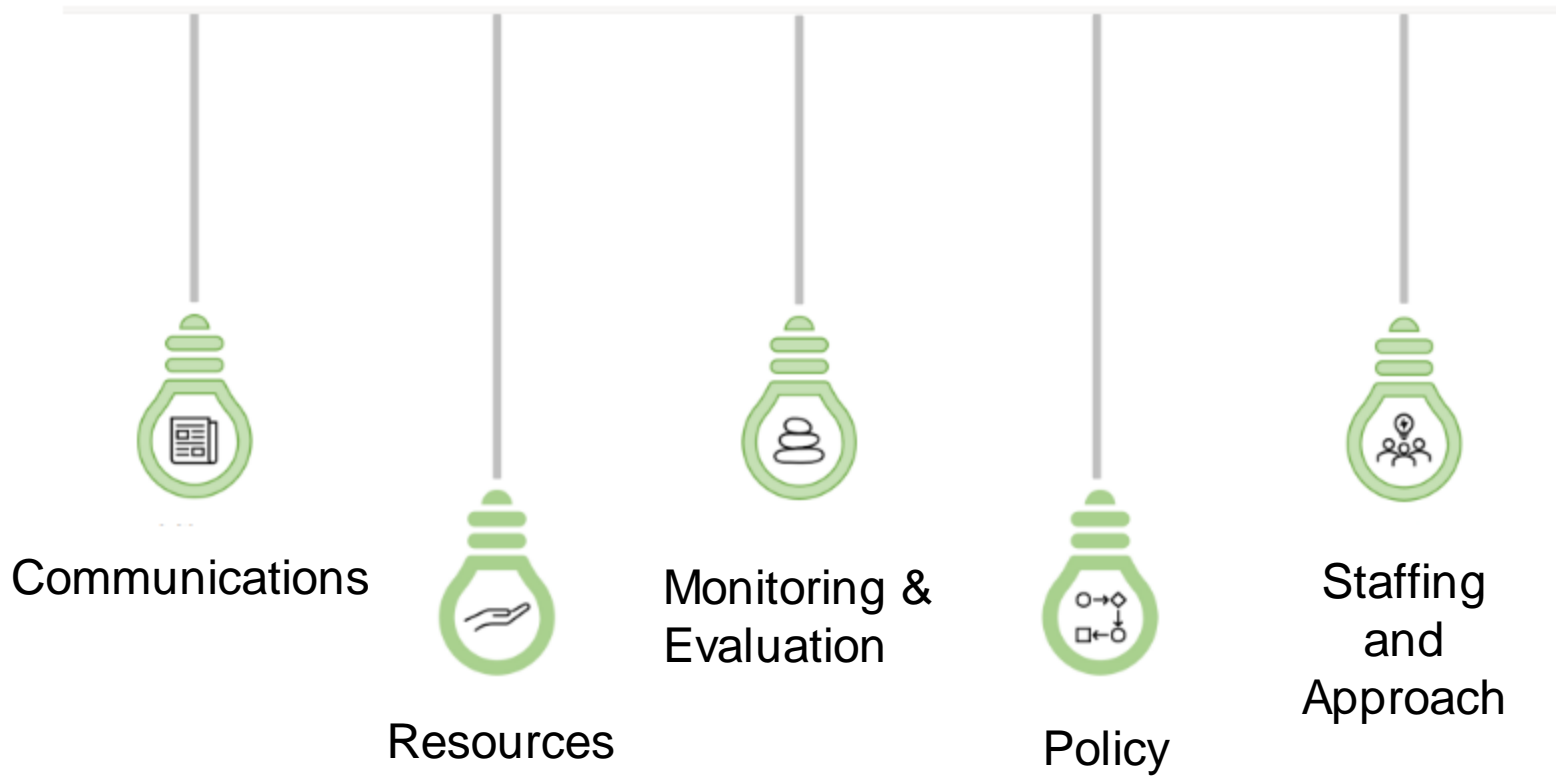 Communications
Resources
Monitoring &
Evaluation
Policy
Staffing
and
Approach